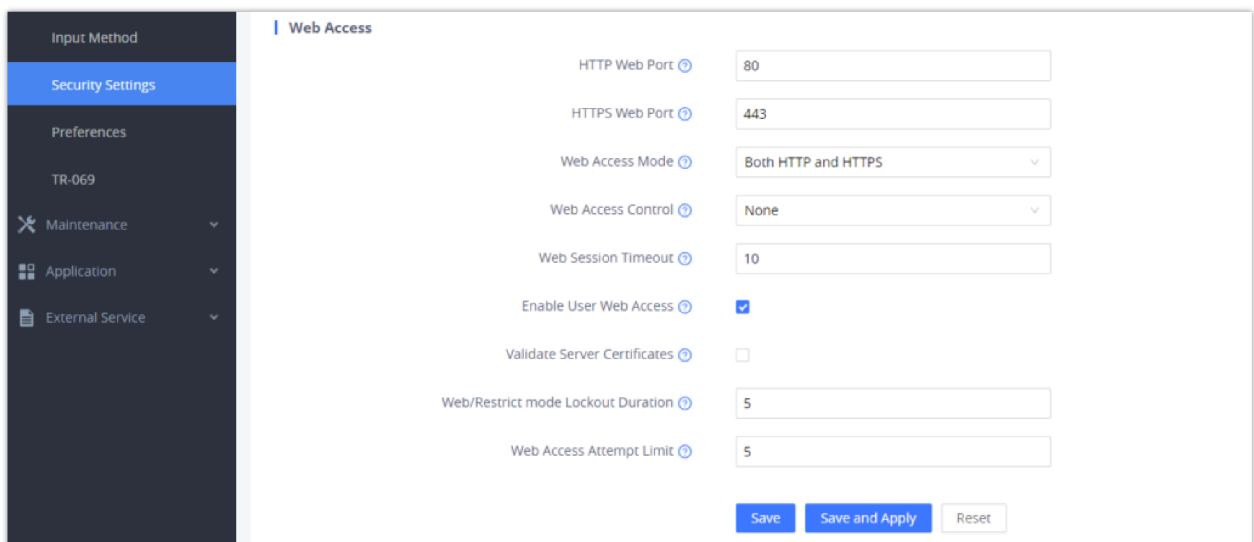 Input Method
Security Settings
Preferences
TR-069
Maintenance
Application
External Service
Web Access
HTTP Web Port
80
HTTPS Web Port
443
Web Access Mode
Both HTTP and HTTPS
Web Access Control
None
Web Session Timeout
10
Enable User Web Access
Validate Server Certificates
Web/Restrict mode Lockout Duration
5
Web Access Attempt Limit
5
Save
Save and Apply
Reset